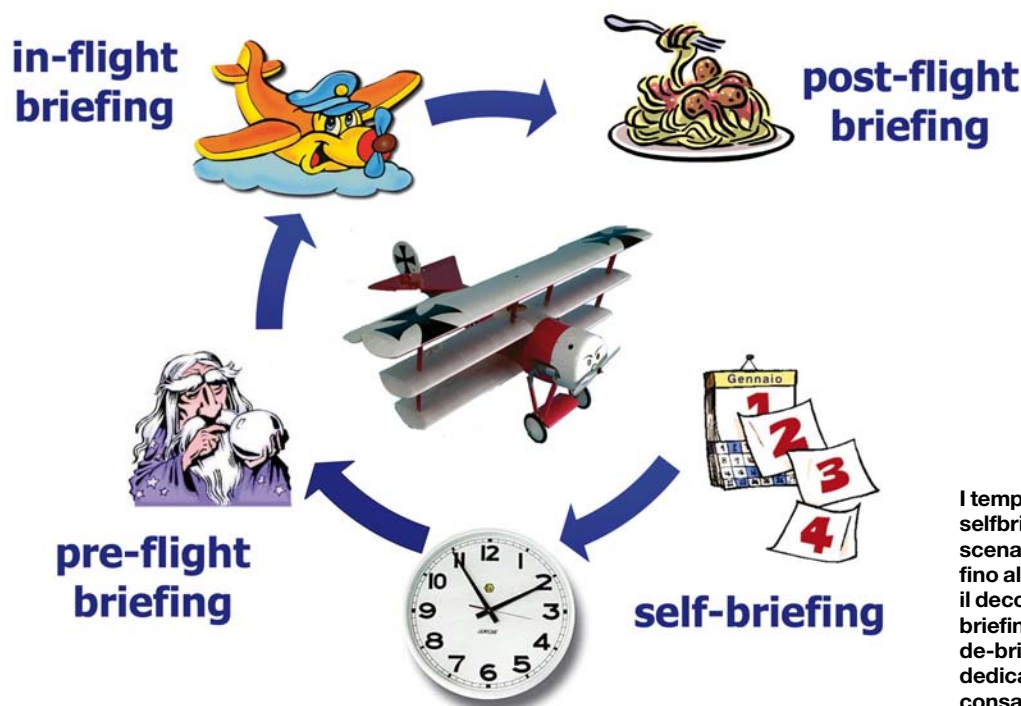 in-flight
briefing
post-flight
briefing
Gennaio
1
2
3
4
12
1
2
3
4
5
6
7
8
9
10
11
pre-flight
briefing
self-briefing
I temp
selfbri
scena
fino al
il deco
briefin
de-bri
dedica
consa